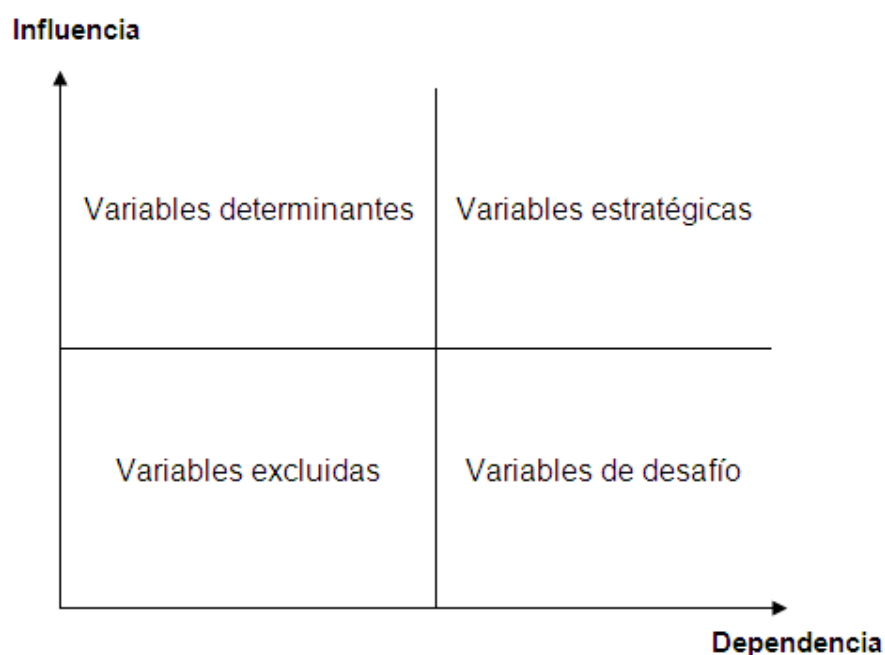 Influencia
Variables determinantes
Variables estratégicas
Variables excluidas
Variables de desafío
Dependencia